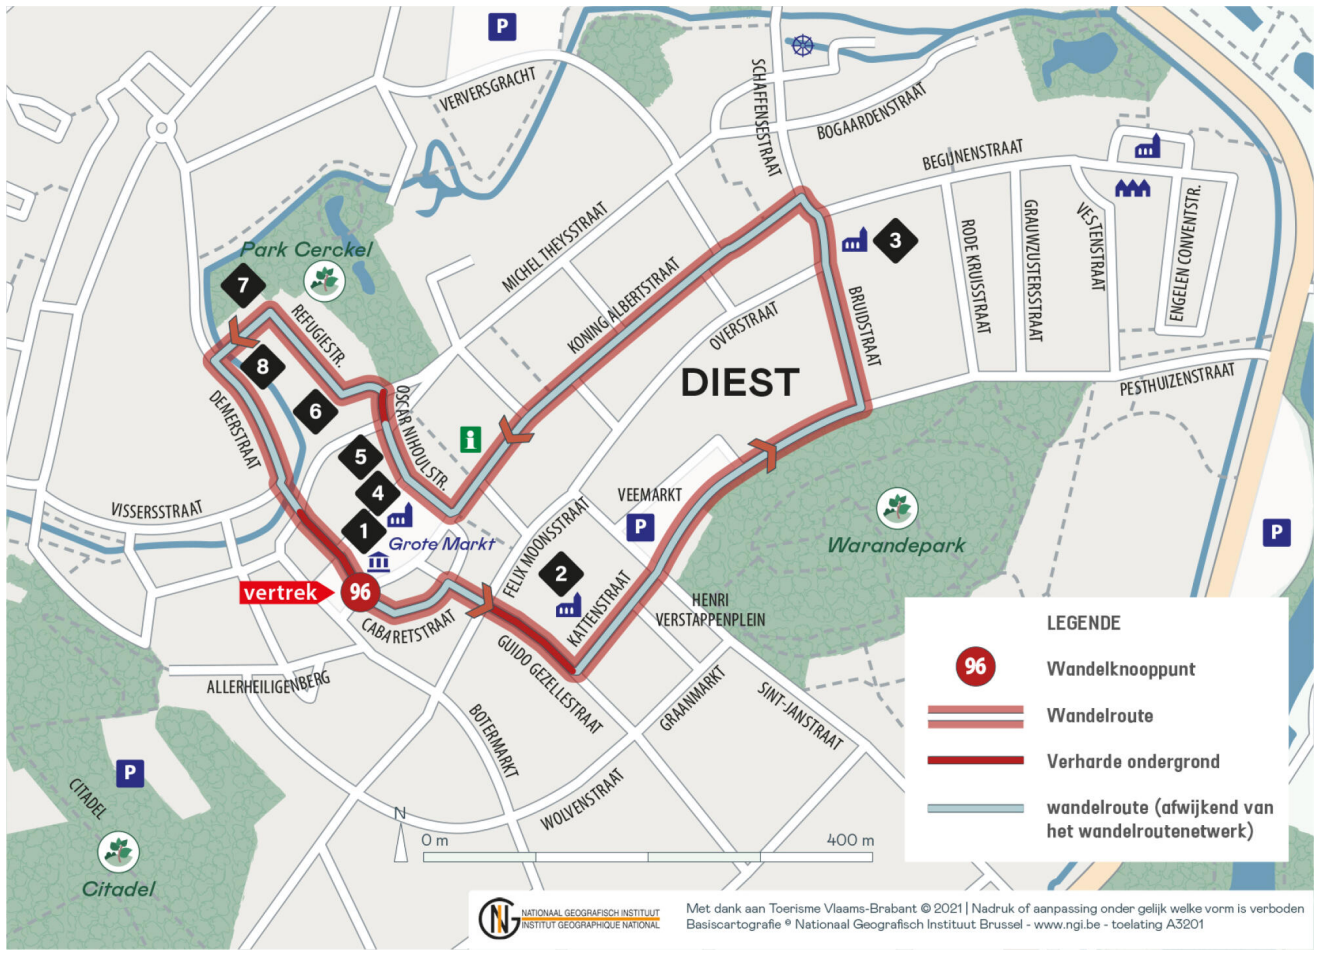 P
VERVERSGRACHT
SCHAFFENSESTRAAT
BOGAARDENSTRAAT
BEGIJNENSTRAAT
Park Cerckel
MICHEL THEYSSTRAAT
3
RODE KRUISSTRAAT
GRAUWZUSTERSSTRAAT
VESTENSTRAAT
ENGELEN CONVENTSTR.
7
REFUGIESTR.
KONING ALBERTSTRAAT
OVERSTRAAT
BRUIDSTRAAT
8
DIEST
PESTHUIZENSTRAAT
DEMERSTRAAT
6
OSCAR NIHOULSTR.
i
5
4
VISSERSSTRAAT
1
Grote Markt
VEEMARKT
P
FELIX MOONSSTRAAT
Warandepark
P
2
vertrek
96
CAB4RETSTRAAT
KATTENSTRAAT
HENRI
VERSTAPPENPLEIN
GUIDO GEZELLESTRAAT
ALLERHEILIGENBERG
BOTERMARKT
GRAANMARKT
SINT-JANSTRAAT
WOLVENSTRAAT
P
CITADEL
Citadel
N
0 m
400 m
LEGENDE
96
Wandelknooppunt
Wandelroute
Verharde ondergrond
wandelroute (afwijkend van
het wandelroutenetwerk)
NGI
NATIONAAL GEOGRAFISCH INSTITUUT
INSTITUT GEOGRAPHIQUE NATIONAL
Met dank aan Toerisme Vlaams-Brabant © 2021 | Nadruk of aanpassing onder gelijk welke vorm is verboden
Basiscartografie © Nationaal Geografisch Instituut Brussel - www.ngi.be - toelating A3201